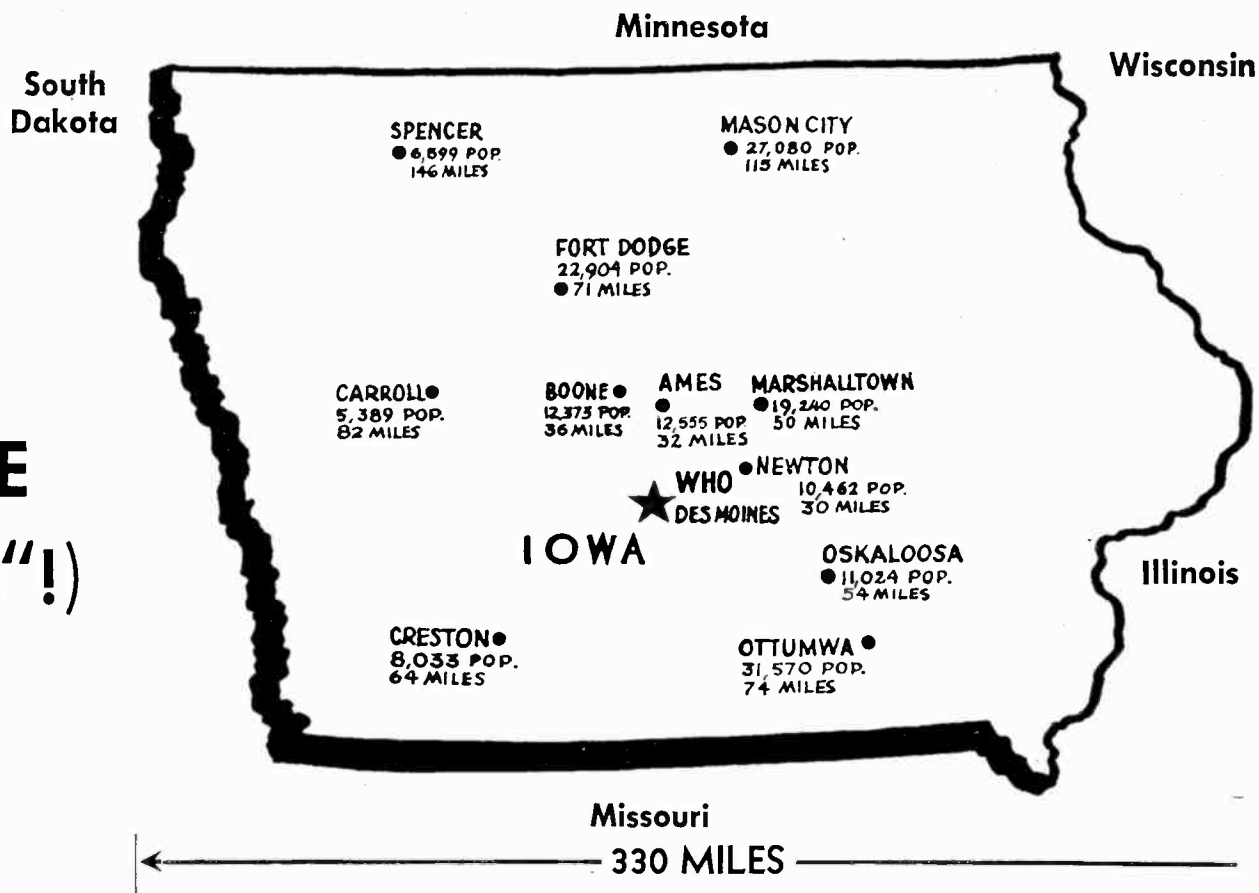 Minnesota
South
Dakota
Wisconsin
SPENCER
6,599 POP.
146 MILES
MASON CITY
27,080 POP.
115 MILES
FORT DODGE
22,904 POP.
71 MILES
CARROLL
5,389 POP.
82 MILES
BOONE
12,373 POP.
36 MILES
AMES
12,555 POP.
32 MILES
MARSHALLTOWN
19,240 POP.
50 MILES
NEWTON
10,462 POP.
30 MILES
WHO
DES MOINES
IOWA
E
"!)
OSKALOOSA
11,024 POP.
54 MILES
Illinois
CRESTON
8,033 POP.
64 MILES
OTTUMWA
31,570 POP.
74 MILES
Missouri
330 MILES